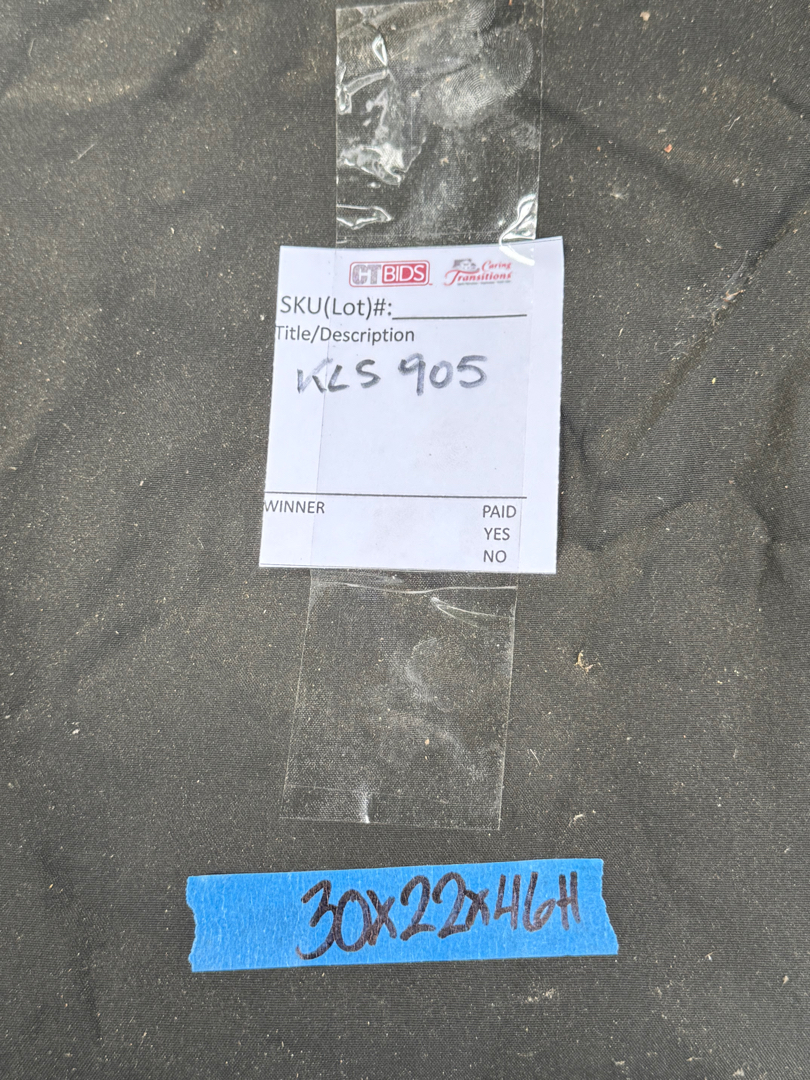 CTBIDS Caring Transitions
SKU(Lot)#:
Title/Description
KLS 905
WINNER PAID
YES
NO
30x22x46H